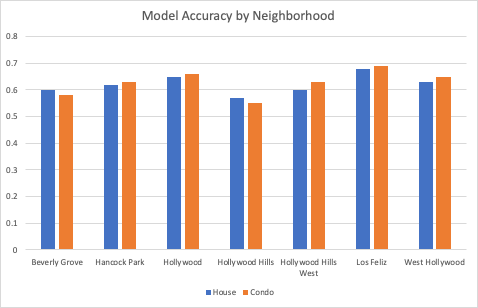 Model Accuracy by Neighborhood
0.8
0.7
0.6
0.5
0.4
0.3
0.2
0.1
0
Beverly Grove Hancock Park Hollywood Hollywood Hills Hollywood Hills Los Feliz West Hollywood
West
House Condo